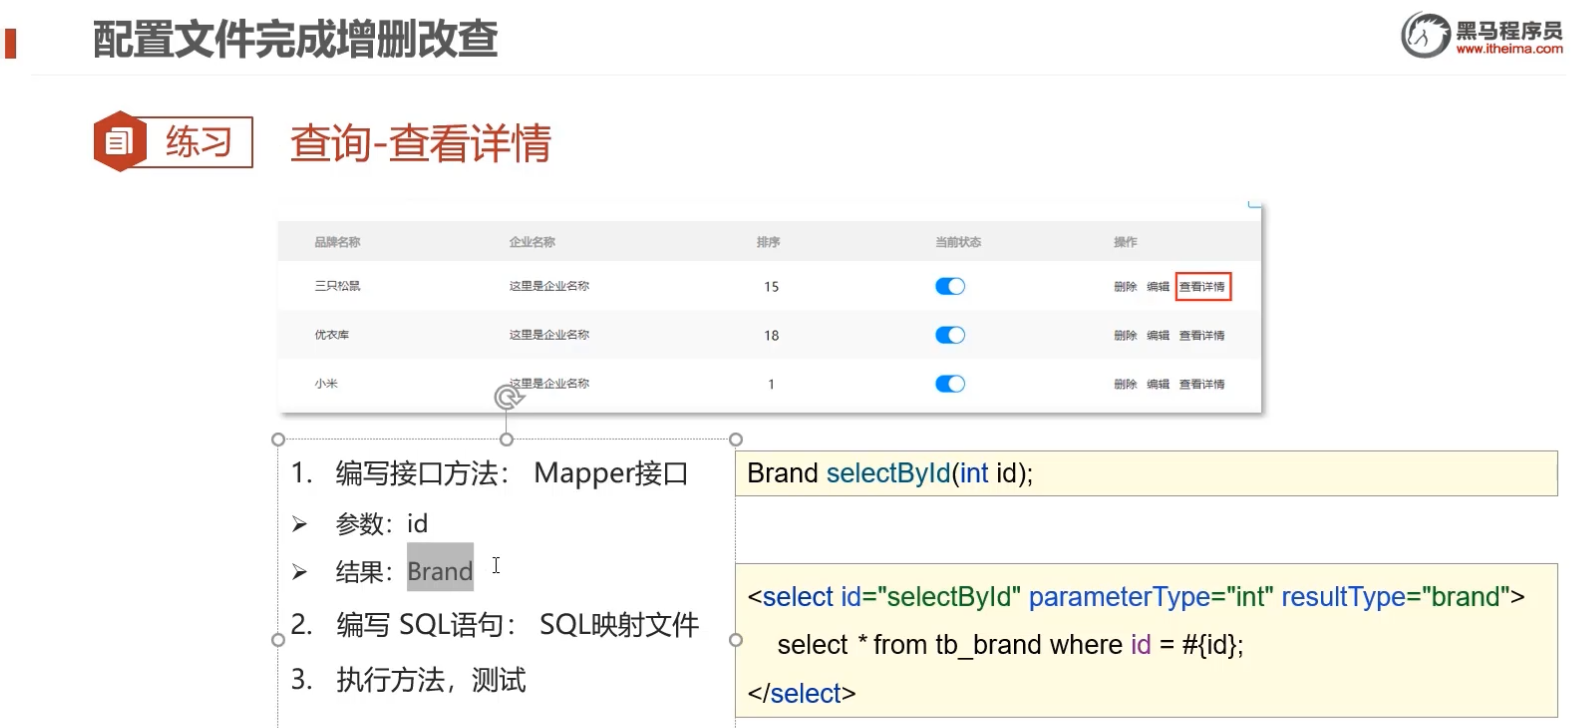 配置文件完成增删改查
黑马程序员
www.itheima.com
练习
查询-查看详情
品牌名称 企业名称 排序 当前状态 操作
三只松鼠 这里是企业名称 15 删除 编辑 查看详情
优衣库 这里是企业名称 18 删除 编辑 查看详情
小米 这里是企业名称 1 删除 编辑 查看详情
1. 编写接口方法： Mapper接口
➢ 参数：id
➢ 结果：Brand
2. 编写 SQL语句： SQL映射文件
3. 执行方法，测试
Brand selectById(int id);
<select id="selectById" parameterType="int" resultType="brand">
select * from tb_brand where id = #{id};
</select>